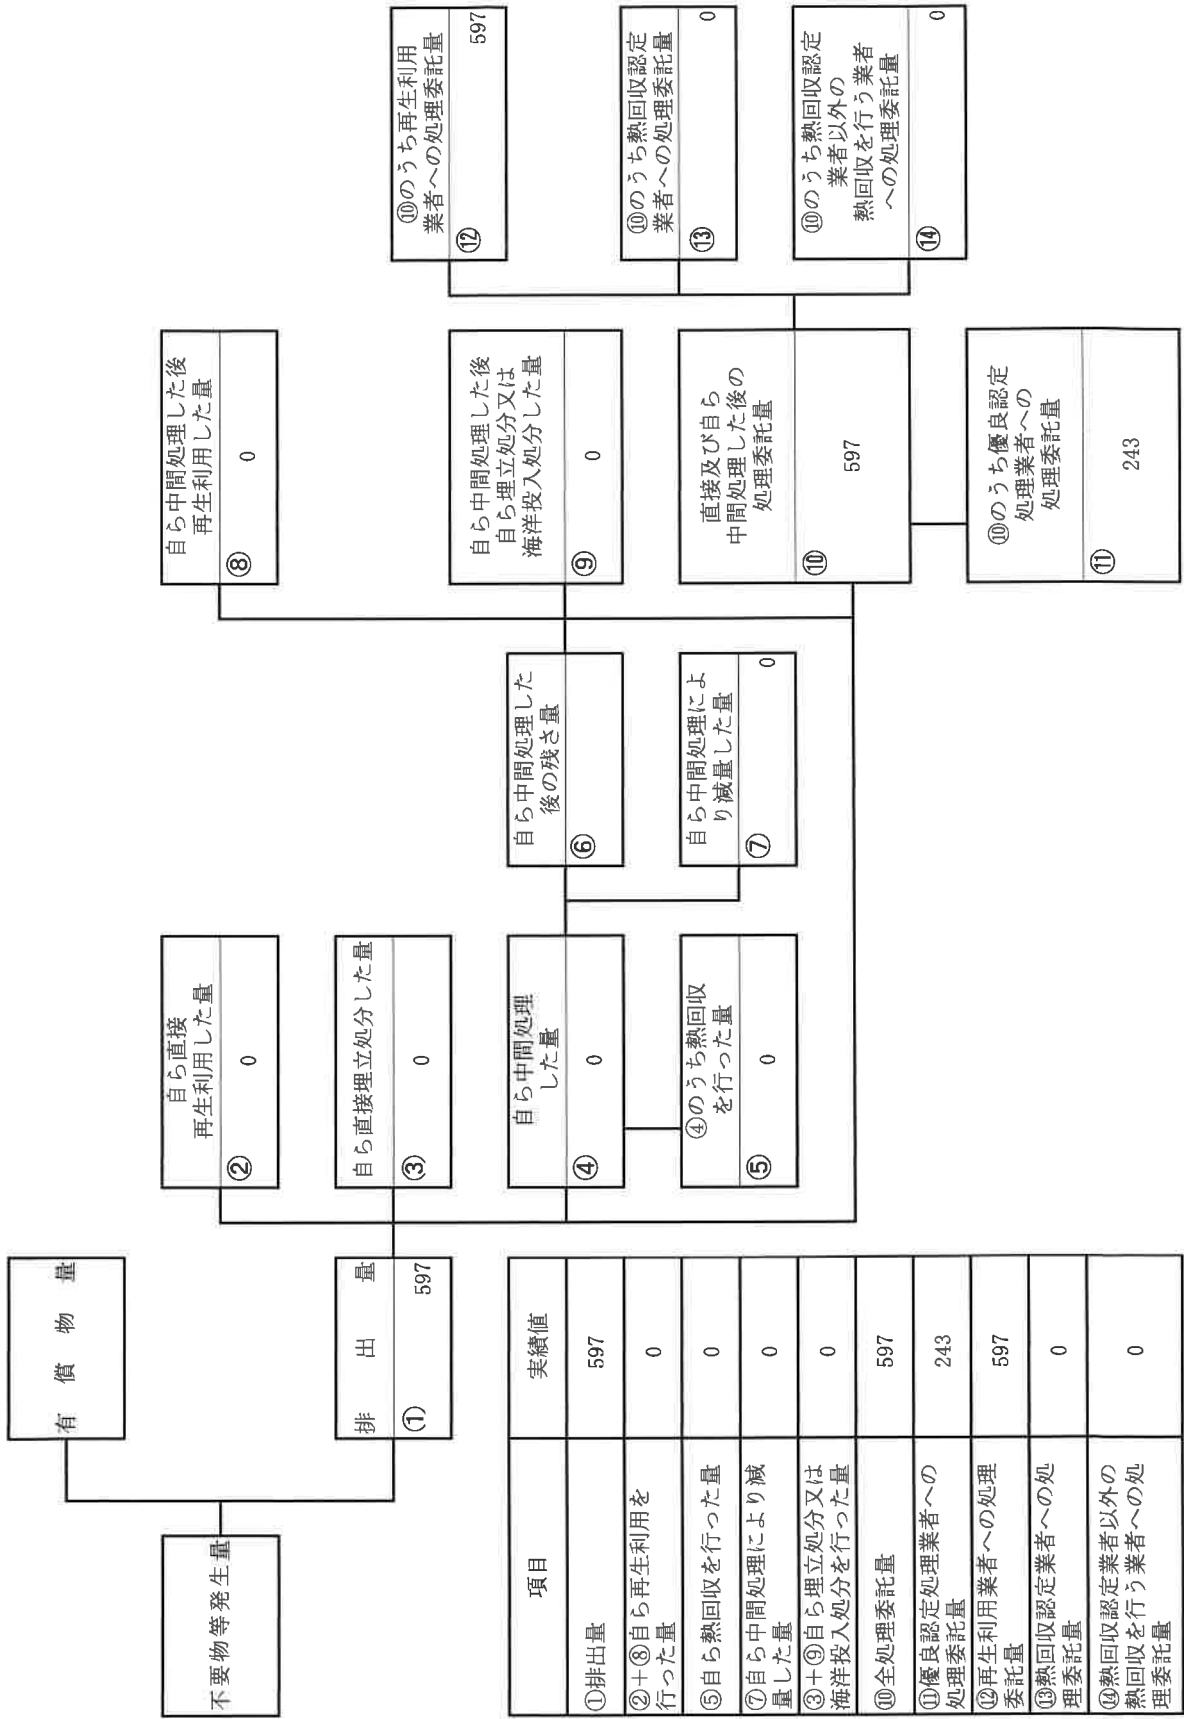 不要物等発生量
有償物量
排出量
① 597
自ら直接
再生利用した量
② 0
自ら直接埋立処分した量
③ 0
自ら中間処理
した量
④ 0
④のうち熱回収
を行った量
⑤ 0
自ら中間処理した
後の残さ量
⑥
自ら中間処理によ
り減量した量
⑦ 0
自ら中間処理した後
再生利用した量
⑧ 0
自ら中間処理した後
自ら埋立処分又は
海洋投入処分した量
⑨ 0
直接及び自ら
中間処理した後の
処理委託量
⑩ 597
⑩のうち優良認定
処理業者への
処理委託量
⑪ 243
⑩のうち再生利用
業者への処理委託量
⑫ 597
⑩のうち熱回収認定
業者への処理委託量
⑬ 0
⑩のうち熱回収認定
業者以外の
熱回収を行う業者
への処理委託量
⑭ 0
項目 実績値
①排出量 597
②+⑧自ら再生利用を
行った量 0
⑤自ら熱回収を行った量 0
⑦自ら中間処理により減
量した量 0
③+⑨自ら埋立処分又は
海洋投入処分を行った量 0
⑩全処理委託量 597
⑪優良認定処理業者への
処理委託量 243
⑫再生利用業者への処理
委託量 597
⑬熱回収認定業者への処
理委託量 0
⑭熱回収認定業者以外の
熱回収を行う業者への処
理委託量 0